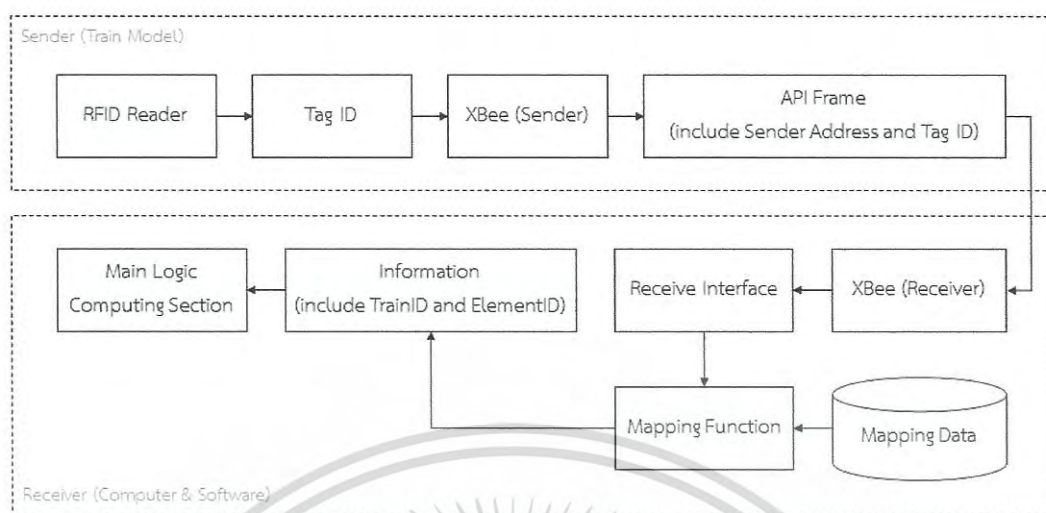 Sender (Train Model)
RFID Reader
Tag ID
XBee (Sender)
API Frame
(include Sender Address and Tag ID)
Main Logic
Computing Section
Information
(include TrainID and ElementID)
Receive Interface
XBee (Receiver)
Mapping Function
Mapping Data
Receiver (Computer & Software)